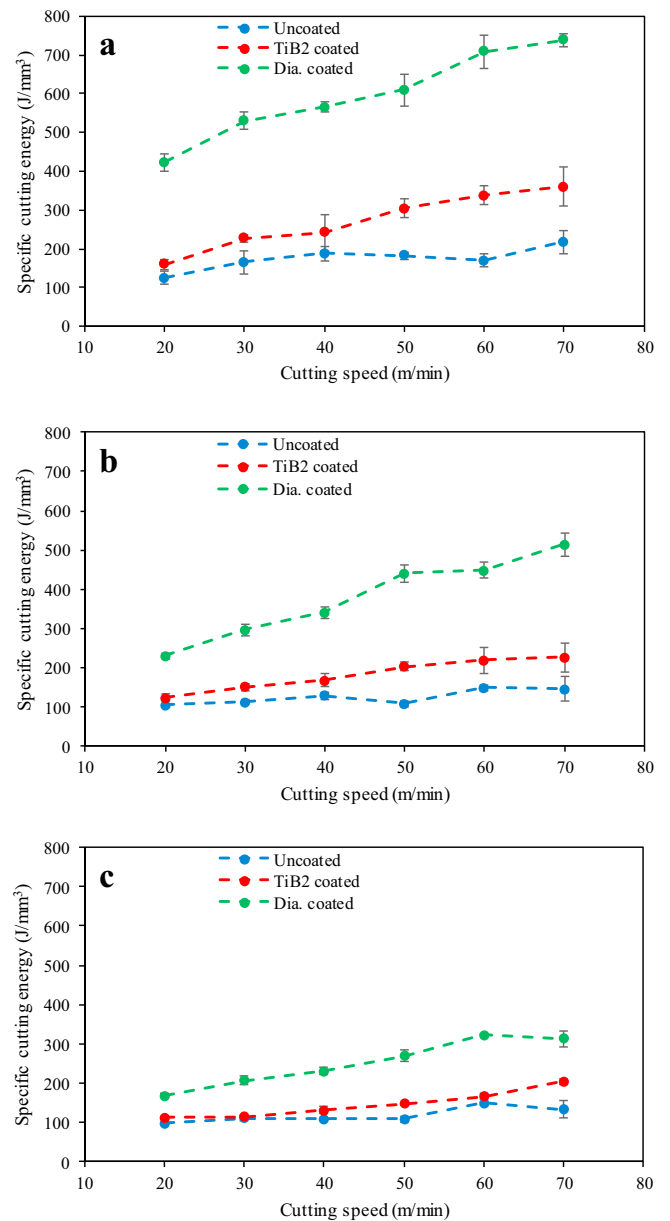 a
Uncoated
TiB2 coated
Dia. coated
Specific cutting energy (J/mm³)
800
700
600
500
400
300
200
100
0
10 20 30 40 50 60 70 80
Cutting speed (m/min)
b
Uncoated
TiB2 coated
Dia. coated
Specific cutting energy (J/mm³)
800
700
600
500
400
300
200
100
0
10 20 30 40 50 60 70 80
Cutting speed (m/min)
c
Uncoated
TiB2 coated
Dia. coated
Specific cutting energy (J/mm³)
800
700
600
500
400
300
200
100
0
10 20 30 40 50 60 70 80
Cutting speed (m/min)